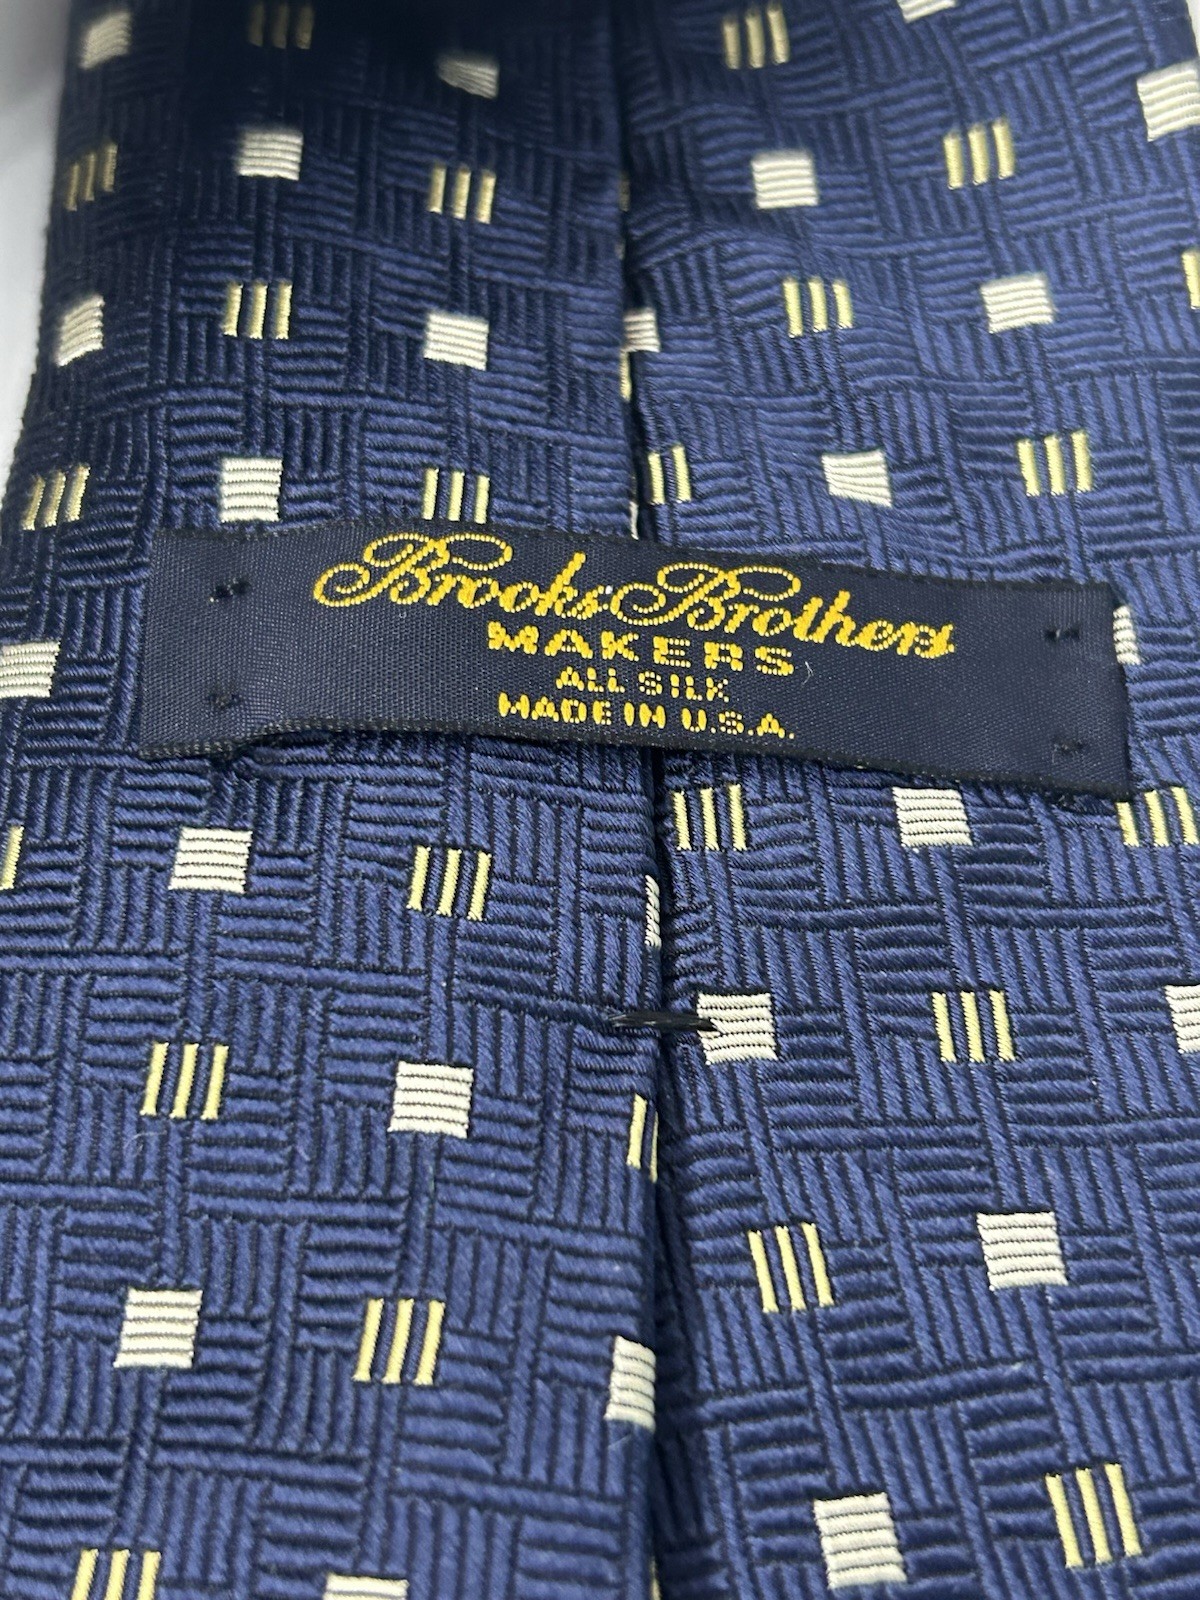 Brooks Brothers
MAKERS
ALL SILK
MADE IN U.S.A.